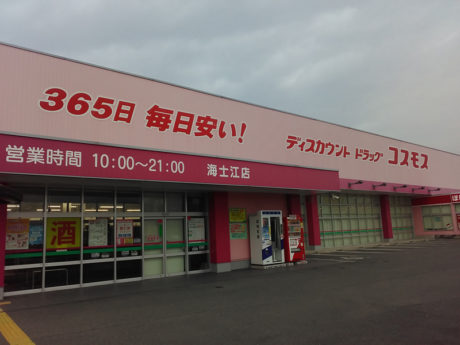 365日 毎日安い!
ディスカウント ドラッグ コスモス
営業時間 10:00〜21:00 海士江店
酒